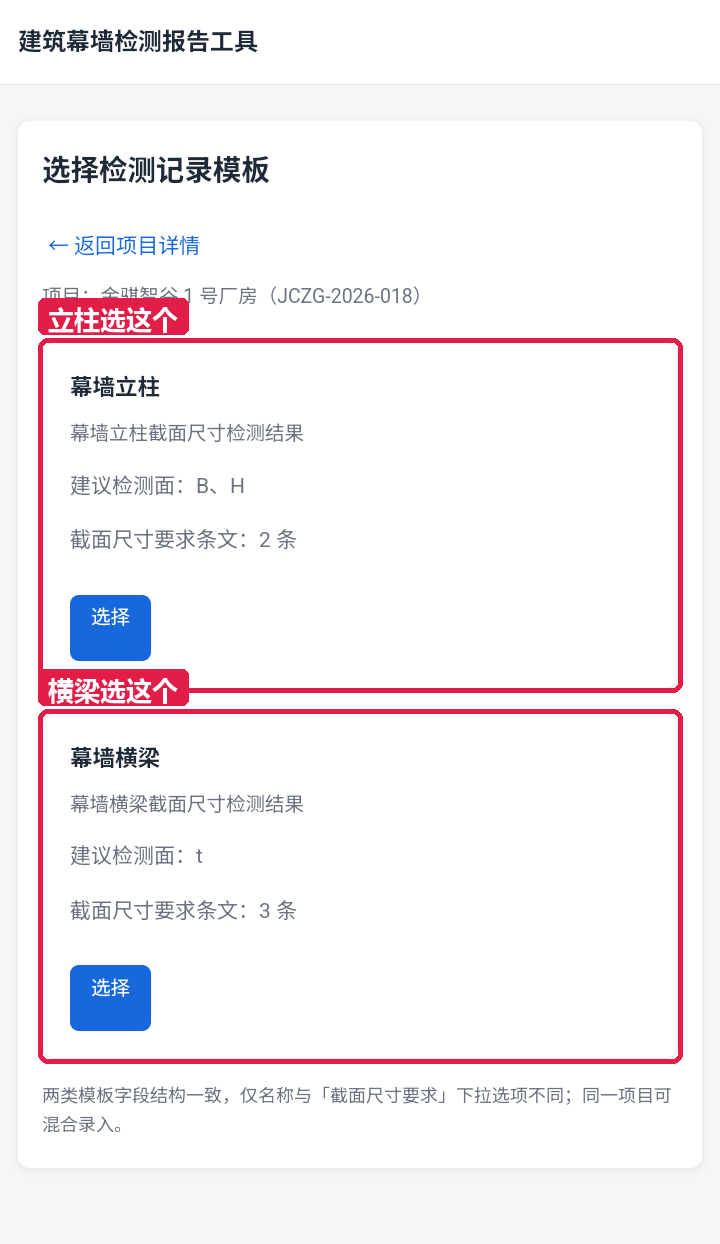 建筑幕墙检测报告工具
选择检测记录模板
← 返回项目详情
项目：金骐智谷 1 号厂房（JCZG-2026-018）
立柱选这个
幕墙立柱
幕墙立柱截面尺寸检测结果
建议检测面：B、H
截面尺寸要求条文：2 条
选择
横梁选这个
幕墙横梁
幕墙横梁截面尺寸检测结果
建议检测面：t
截面尺寸要求条文：3 条
选择
两类模板字段结构一致，仅名称与「截面尺寸要求」下拉选项不同；同一项目可
混合录入。